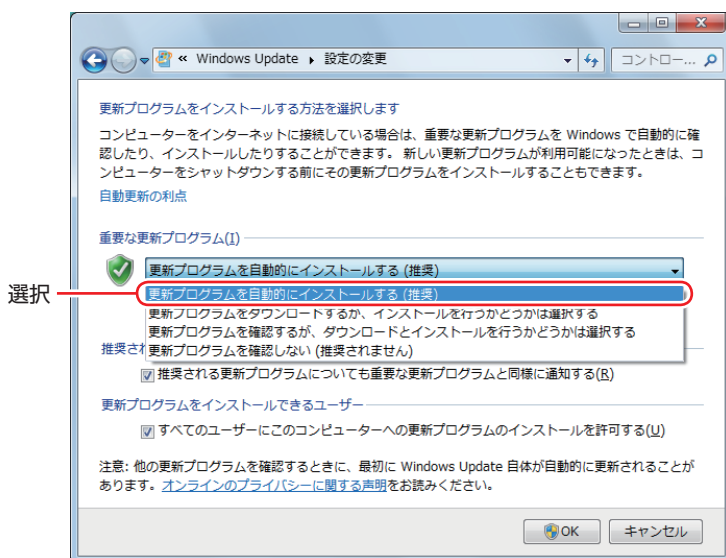 « Windows Update ▸ 設定の変更
コントロー...
更新プログラムをインストールする方法を選択します
コンピューターをインターネットに接続している場合は、重要な更新プログラムを Windows で自動的に確
認したり、インストールしたりすることができます。 新しい更新プログラムが利用可能になったときは、コ
ンピューターをシャットダウンする前にその更新プログラムをインストールすることもできます。
自動更新の利点
重要な更新プログラム(I)
更新プログラムを自動的にインストールする (推奨)
選択
更新プログラムを自動的にインストールする (推奨)
更新プログラムをダウンロードするが、インストールを行うかどうかは選択する
更新プログラムを確認するが、ダウンロードとインストールを行うかどうかは選択する
推奨され
更新プログラムを確認しない (推奨されません)
推奨される更新プログラムについても重要な更新プログラムと同様に通知する(R)
更新プログラムをインストールできるユーザー
すべてのユーザーにこのコンピューターへの更新プログラムのインストールを許可する(U)
注意: 他の更新プログラムを確認するときに、最初に Windows Update 自体が自動的に更新されることが
あります。オンラインのプライバシーに関する声明をお読みください。
OK
キャンセル